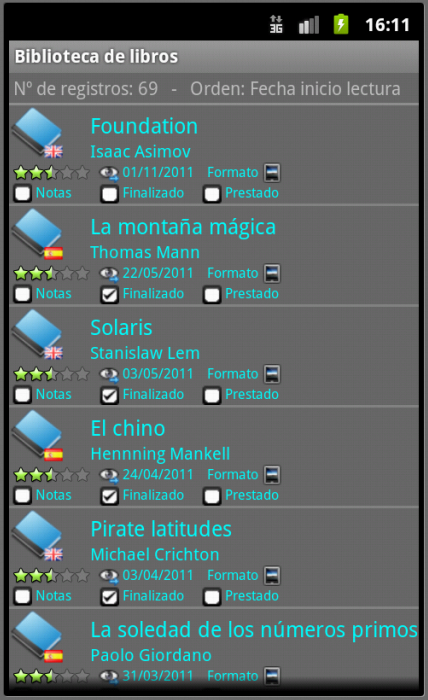 3G 16:11
Biblioteca de libros
Nº de registros: 69 - Orden: Fecha inicio lectura
Foundation
Isaac Asimov
01/11/2011 Formato
Notas Finalizado Prestado
La montaña mágica
Thomas Mann
22/05/2011 Formato
Notas Finalizado Prestado
Solaris
Stanislaw Lem
03/05/2011 Formato
Notas Finalizado Prestado
El chino
Hennning Mankell
24/04/2011 Formato
Notas Finalizado Prestado
Pirate latitudes
Michael Crichton
03/04/2011 Formato
Notas Finalizado Prestado
La soledad de los números primos
Paolo Giordano
31/03/2011 Formato